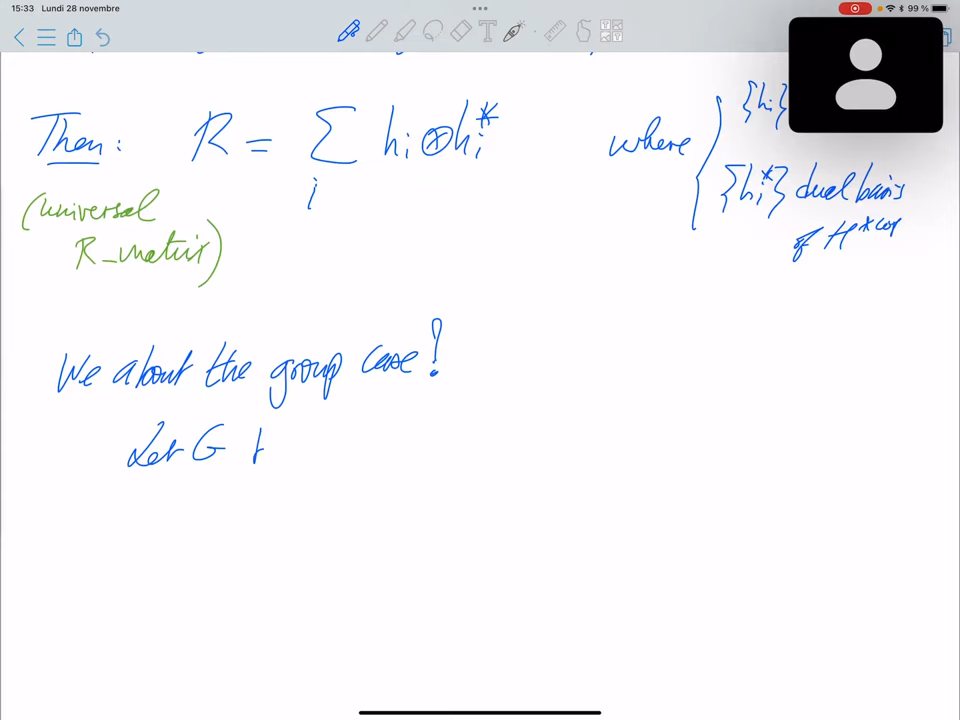 15:33 Lundi 28 novembre
99 %
Then: R = ∑ hi ⊗ hi* where {hi}
i
{hi*} dual basis
of H*cop
(universal
R_matrix)
We about the group case!
Let G